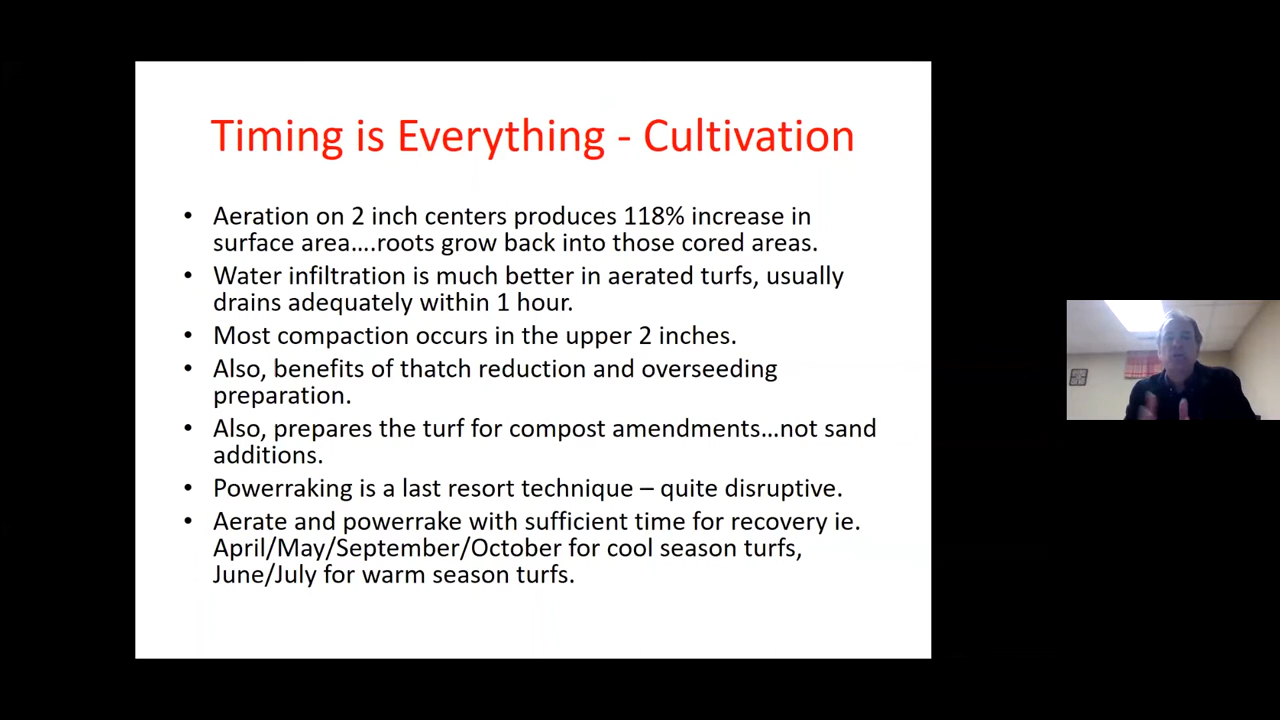 Timing is Everything - Cultivation
• Aeration on 2 inch centers produces 118% increase in
surface area….roots grow back into those cored areas.
• Water infiltration is much better in aerated turfs, usually
drains adequately within 1 hour.
• Most compaction occurs in the upper 2 inches.
• Also, benefits of thatch reduction and overseeding
preparation.
• Also, prepares the turf for compost amendments…not sand
additions.
• Powerraking is a last resort technique – quite disruptive.
• Aerate and powerrake with sufficient time for recovery ie.
April/May/September/October for cool season turfs,
June/July for warm season turfs.